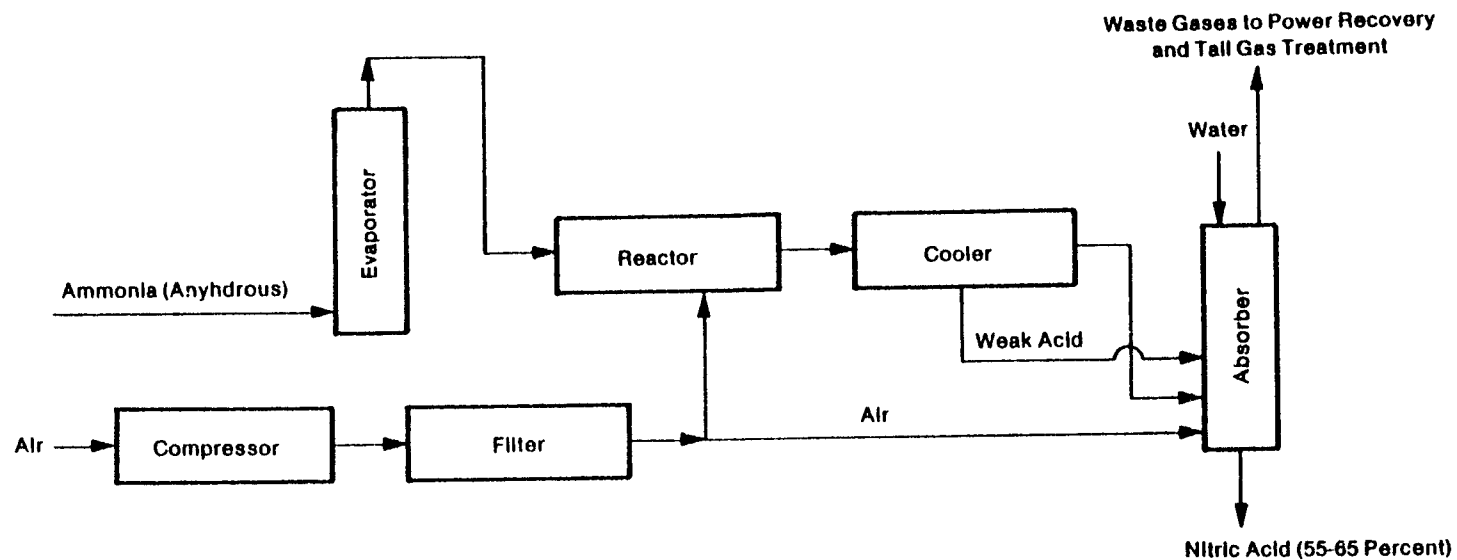 Waste Gases to Power Recovery
and Tail Gas Treatment
Water
Evaporator
Reactor
Cooler
Ammonia (Anyhdrous)
Weak Acid
Absorber
Air
Air
Compressor
Filter
Nitric Acid (55-65 Percent)